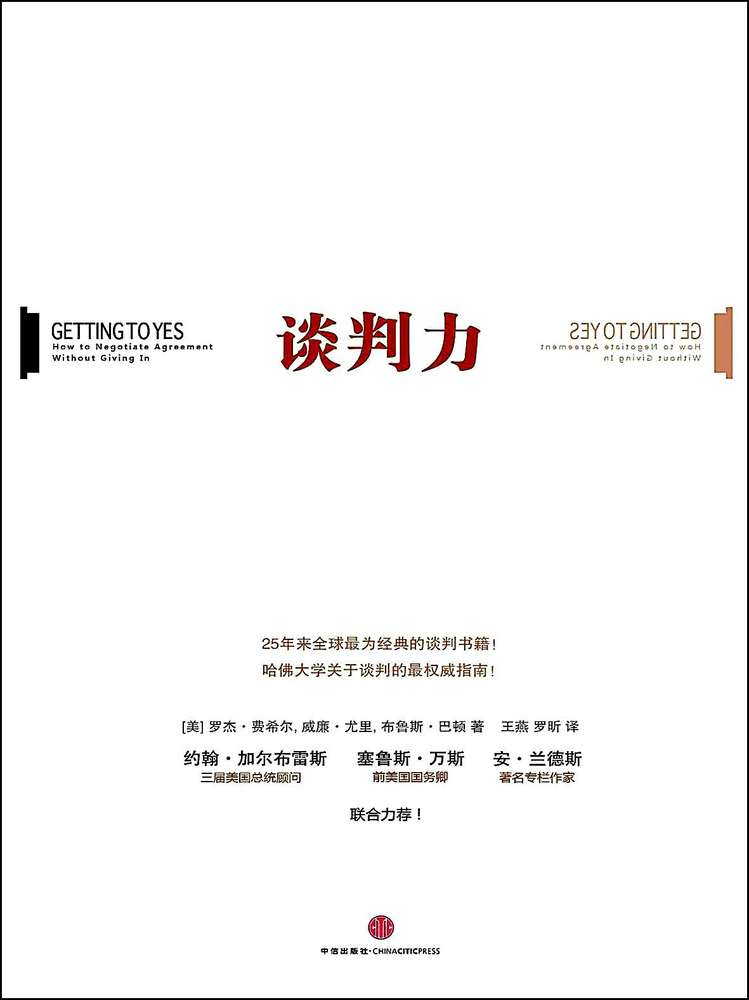 GETTING TO YES
How to Negotiate Agreement
Without Giving In
谈判力
GETTING TO YES
How to Negotiate Agreement
Without Giving In
25年来全球最为经典的谈判书籍！
哈佛大学关于谈判的最权威指南！
[美] 罗杰·费希尔, 威廉·尤里, 布鲁斯·巴顿 著 王燕 罗昕 译
约翰·加尔布雷斯 塞鲁斯·万斯 安·兰德斯
三届美国总统顾问 前美国国务卿 著名专栏作家
联合力荐！
中信出版社·CHINACITICPRESS